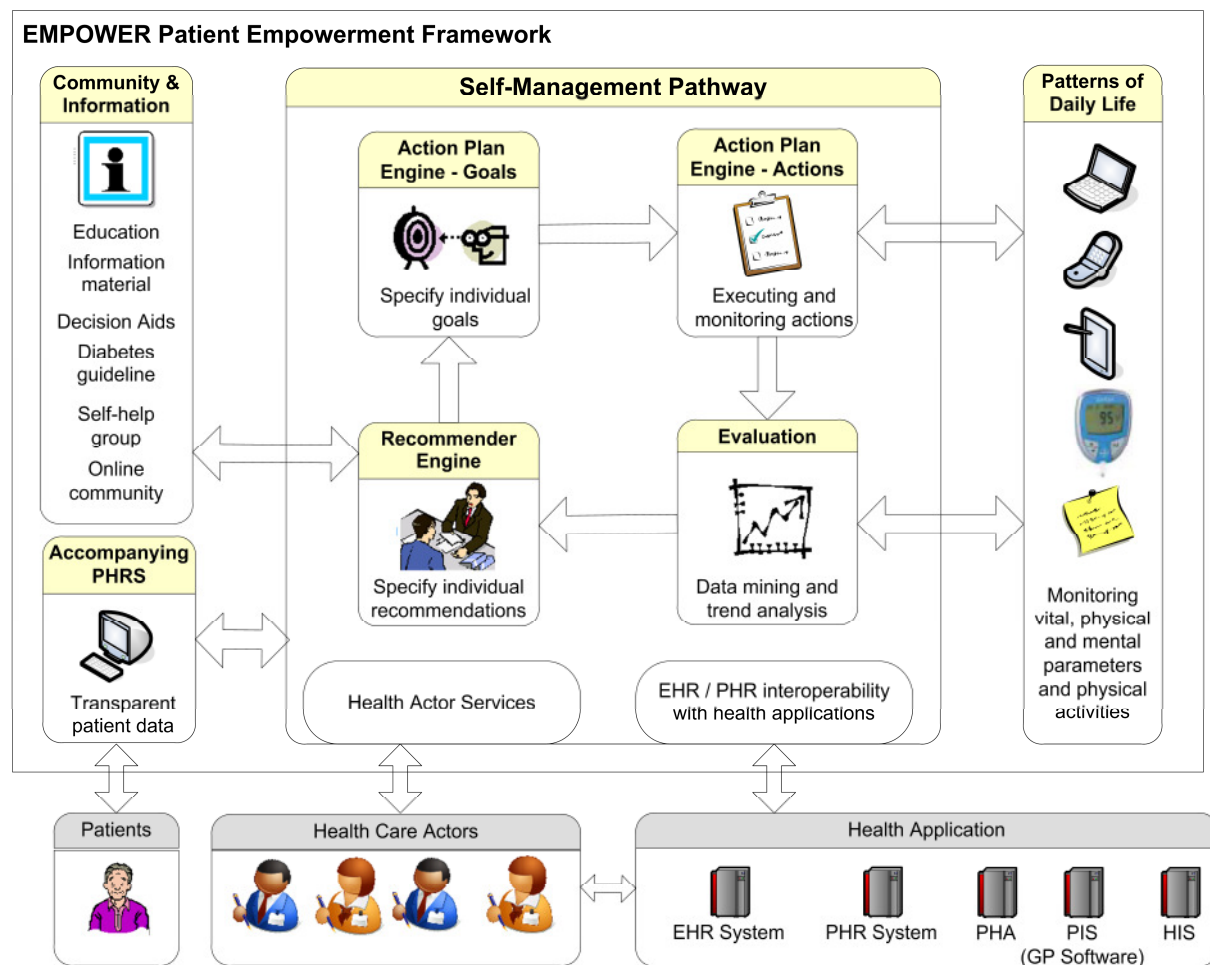 EMPOWER Patient Empowerment Framework
Community &
Information
Education
Information
material
Decision Aids
Diabetes
guideline
Self-help
group
Online
community
Accompanying
PHRS
Transparent
patient data
Self-Management Pathway
Action Plan
Engine - Goals
Specify individual
goals
Action Plan
Engine - Actions
Executing and
monitoring actions
Recommender
Engine
Specify individual
recommendations
Evaluation
Data mining and
trend analysis
Health Actor Services
EHR / PHR interoperability
with health applications
Patterns of
Daily Life
95
Monitoring
vital, physical
and mental
parameters
and physical
activities
Patients
Health Care Actors
Health Application
EHR System
PHR System
PHA
PIS
(GP Software)
HIS